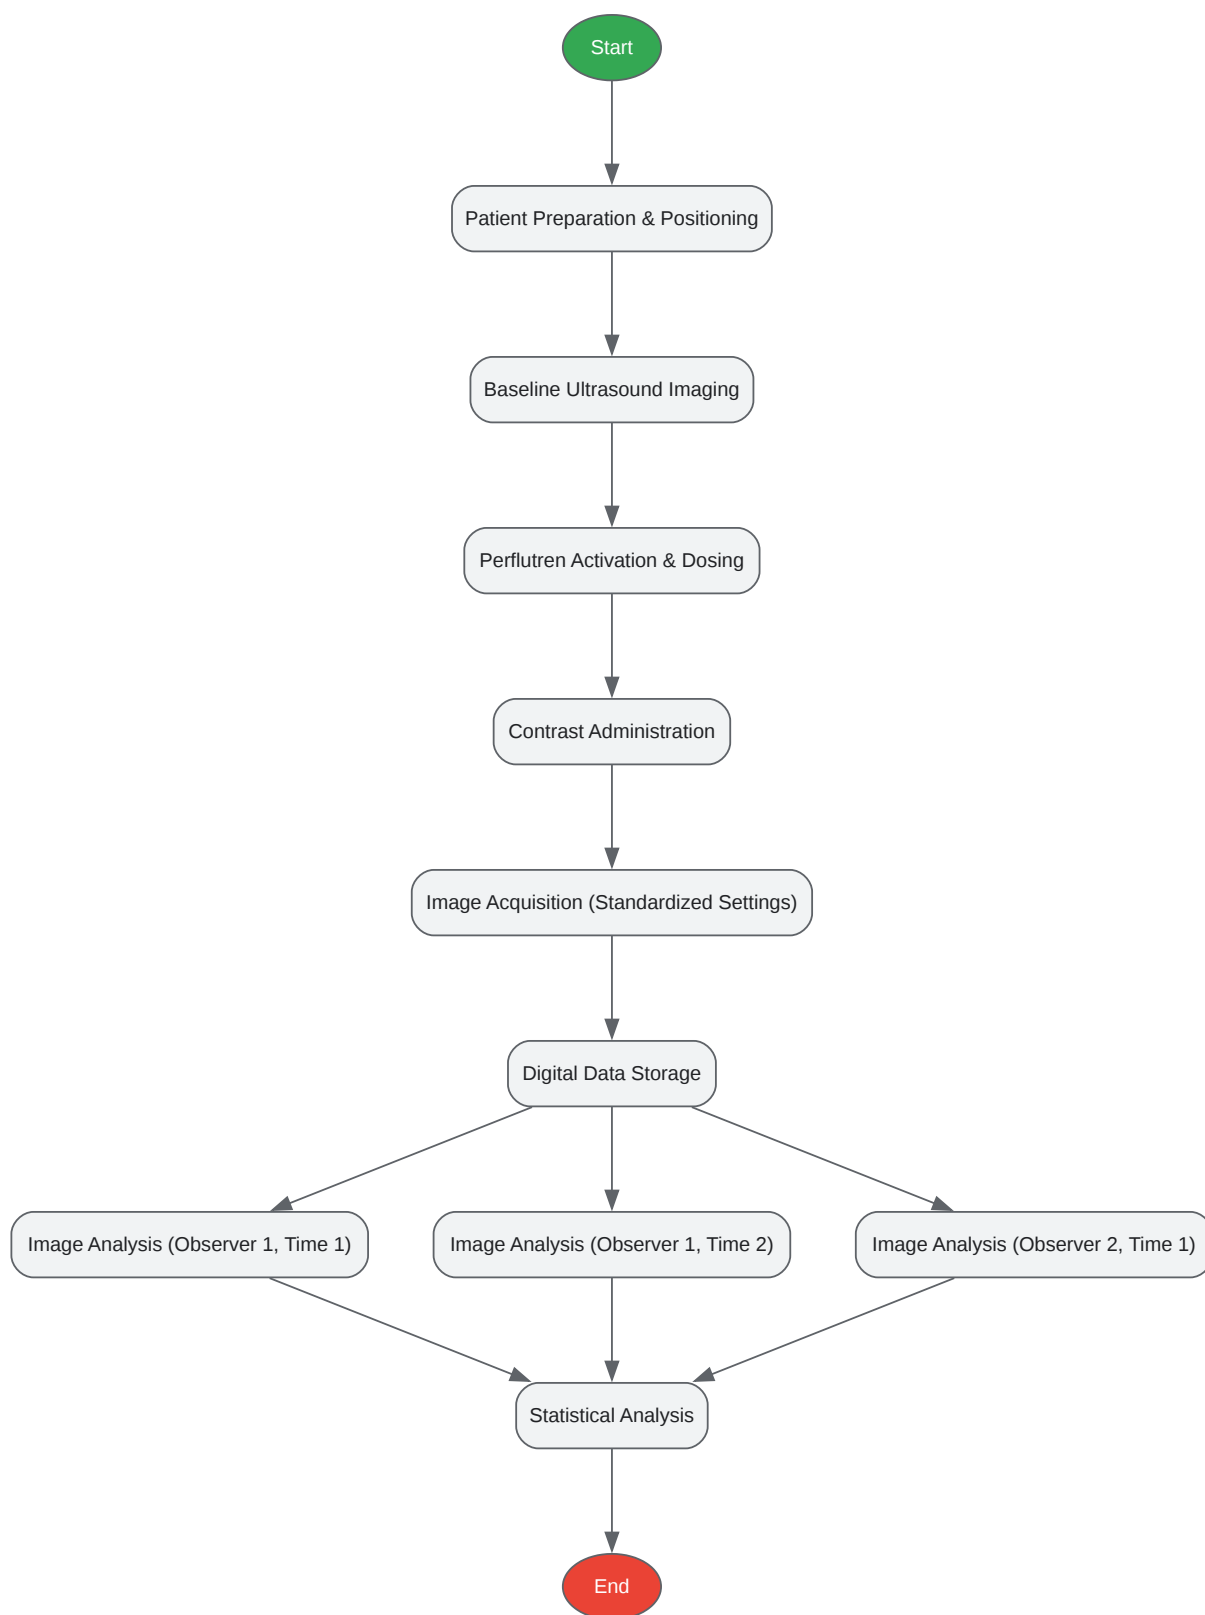 Start
Patient Preparation & Positioning
Baseline Ultrasound Imaging
Perflutren Activation & Dosing
Contrast Administration
Image Acquisition (Standardized Settings)
Digital Data Storage
Image Analysis (Observer 1, Time 1)
Image Analysis (Observer 1, Time 2)
Image Analysis (Observer 2, Time 1)
Statistical Analysis
End